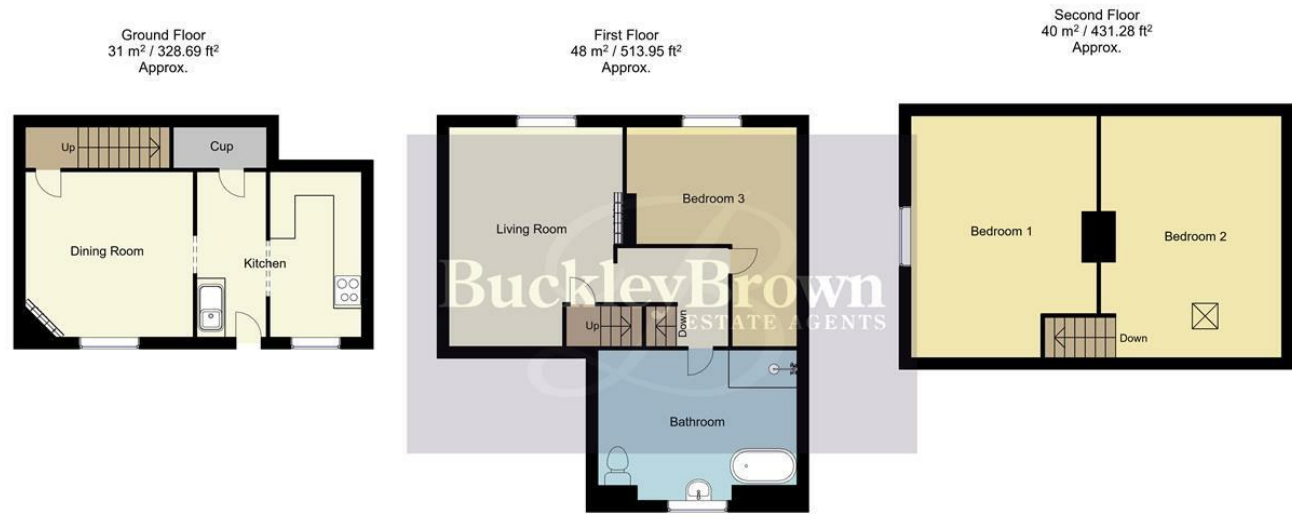 Ground Floor
31 m² / 328.69 ft²
Approx.
Up
Cup
Dining Room
Kitchen
First Floor
48 m² / 513.95 ft²
Approx.
Living Room
Bedroom 3
BuckleyBrown
ESTATE AGENTS
Up
Down
Bathroom
Second Floor
40 m² / 431.28 ft²
Approx.
Bedroom 1
Bedroom 2
Down